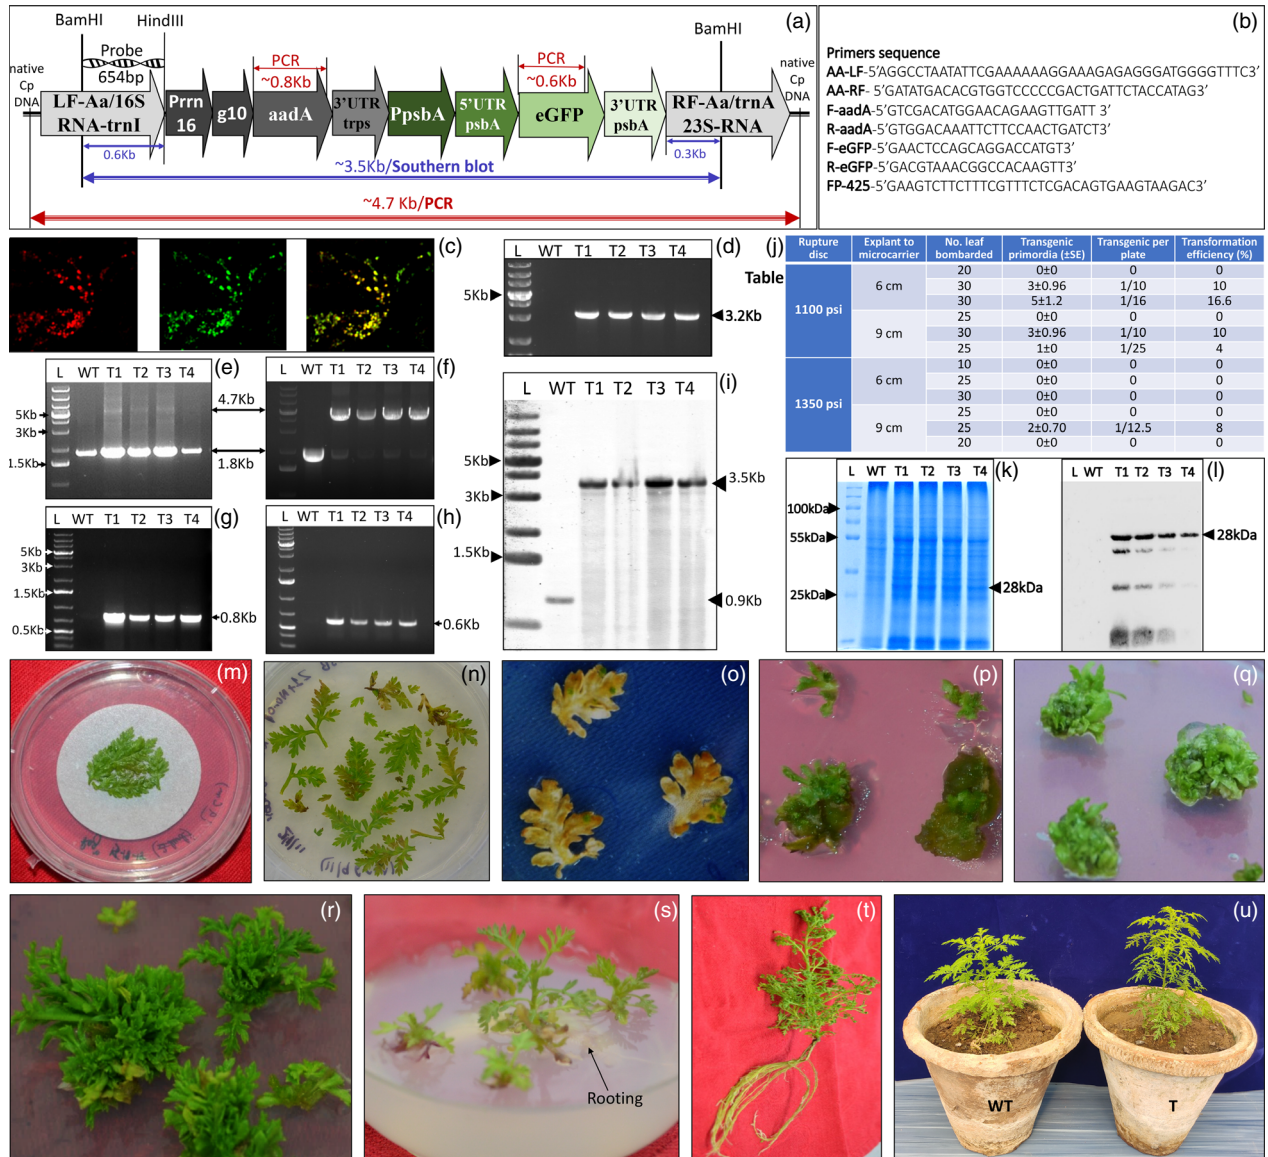 (a)
BamHI
HindIII
BamHI
Probe
654bp
native
Cp
DNA
LF-Aa/16S
RNA-trnI
Prrn
16
g10
PCR
~0.8Kb
aadA
3'UTR
trps
PpsbA
5'UTR
psbA
PCR
~0.6Kb
eGFP
3'UTR
psbA
RF-Aa/trnA
23S-RNA
native
Cp
DNA
0.6Kb
0.3Kb
~3.5Kb/Southern blot
~4.7 Kb/PCR
(b)
Primers sequence
AA-LF-5’AGGCCTAATATTCGAAAAAAGGAAAGAGAGGGATGGGGTTTC3’
AA-RF-5’GATATGACACGTGGTCCCCCGACTGATTCTACCATAG3’
F-aadA-5’GTCGACATGGAACAGAAGTTGATT 3’
R-aadA-5’GTGGACAAATTCTTCCAACTGATCT3’
F-eGFP-5’GAACTCCAGCAGGACCATGT3’
R-eGFP-5’GACGTAAACGGCCACAAGTT3’
FP-425-5’GAAGTCTTCTTTCGTTTCTCGACAGTGAAGTAAGAC3’
(c)
(d)
L WT T1 T2 T3 T4
5Kb
3.2Kb
(j)
Table
Rupture disc | Explant to microcarrier | No. leaf bombarded | Transgenic primordia (±SE) | Transgenic per plate | Transformation efficiency (%)
1100 psi
6 cm
20 0±0 0 0
30 3±0.96 1/10 10
30 5±1.2 1/16 16.6
9 cm
25 0±0 0 0
30 3±0.96 1/10 10
25 1±0 1/25 4
1350 psi
6 cm
10 0±0 0 0
25 0±0 0 0
30 0±0 0 0
9 cm
25 0±0 0 0
25 2±0.70 1/12.5 8
20 0±0 0 0
(e)
L WT T1 T2 T3 T4
5Kb
3Kb
1.5Kb
4.7Kb
1.8Kb
(f)
L WT T1 T2 T3 T4
(g)
L WT T1 T2 T3 T4
5Kb
3Kb
1.5Kb
0.5Kb
0.8Kb
(h)
L WT T1 T2 T3 T4
0.6Kb
(i)
L WT T1 T2 T3 T4
5Kb
3Kb
1.5Kb
3.5Kb
0.9Kb
(k)
L WT T1 T2 T3 T4
100kDa
55kDa
25kDa
28kDa
(l)
L WT T1 T2 T3 T4
28kDa
(m)
(n)
(o)
(p)
(q)
(r)
(s)
Rooting
(t)
(u)
WT
T